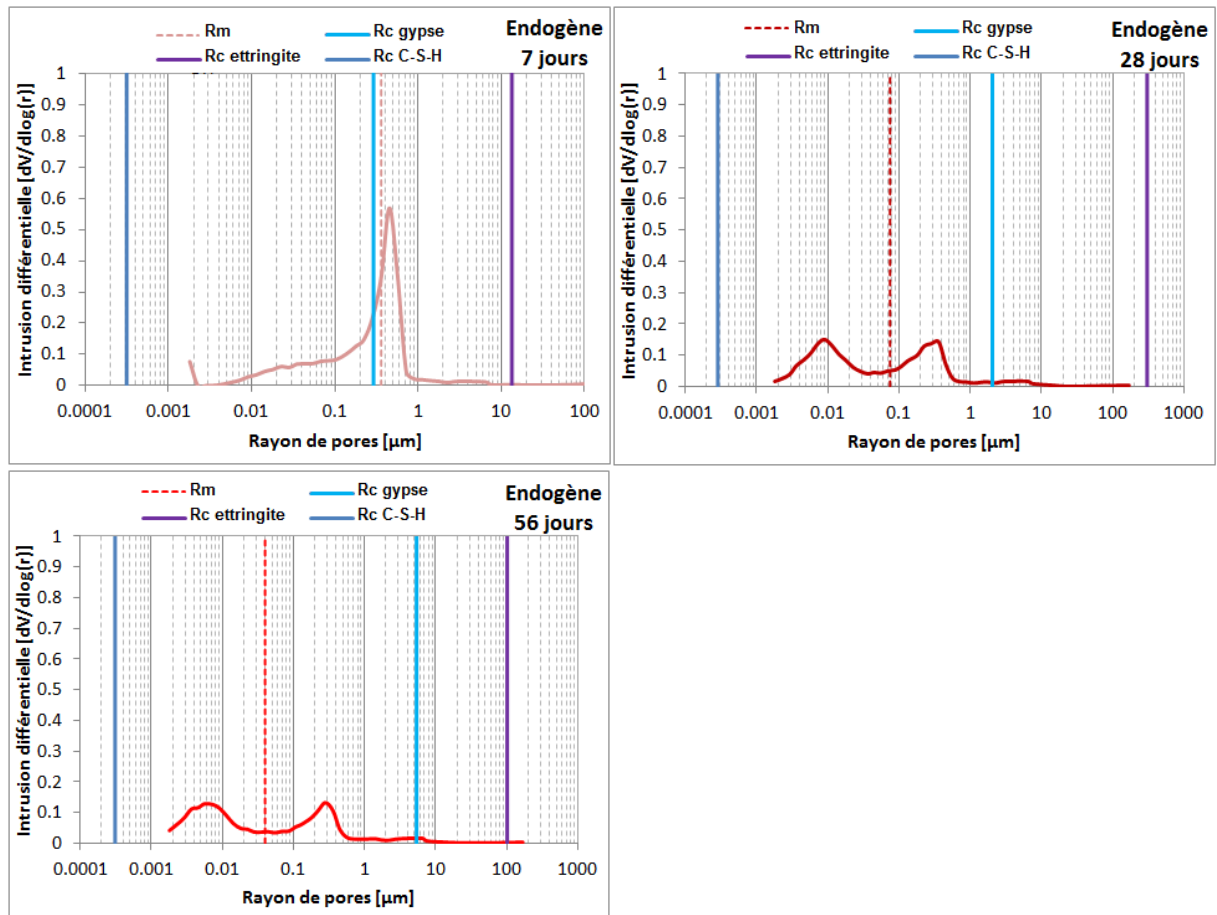 Rm Rc gypse Endogène
Rc ettringite Rc C-S-H 7 jours
Intrusion différentielle [dV/dlog(r)]
1
0.9
0.8
0.7
0.6
0.5
0.4
0.3
0.2
0.1
0
0.0001 0.001 0.01 0.1 1 10 100
Rayon de pores [µm]
Rm Rc gypse Endogène
Rc ettringite Rc C-S-H 28 jours
Intrusion différentielle [dV/dlog(r)]
1
0.9
0.8
0.7
0.6
0.5
0.4
0.3
0.2
0.1
0
0.0001 0.001 0.01 0.1 1 10 100 1000
Rayon de pores [µm]
Rm Rc gypse Endogène
Rc ettringite Rc C-S-H 56 jours
Intrusion différentielle [dV/dlog(r)]
1
0.9
0.8
0.7
0.6
0.5
0.4
0.3
0.2
0.1
0
0.0001 0.001 0.01 0.1 1 10 100 1000
Rayon de pores [µm]